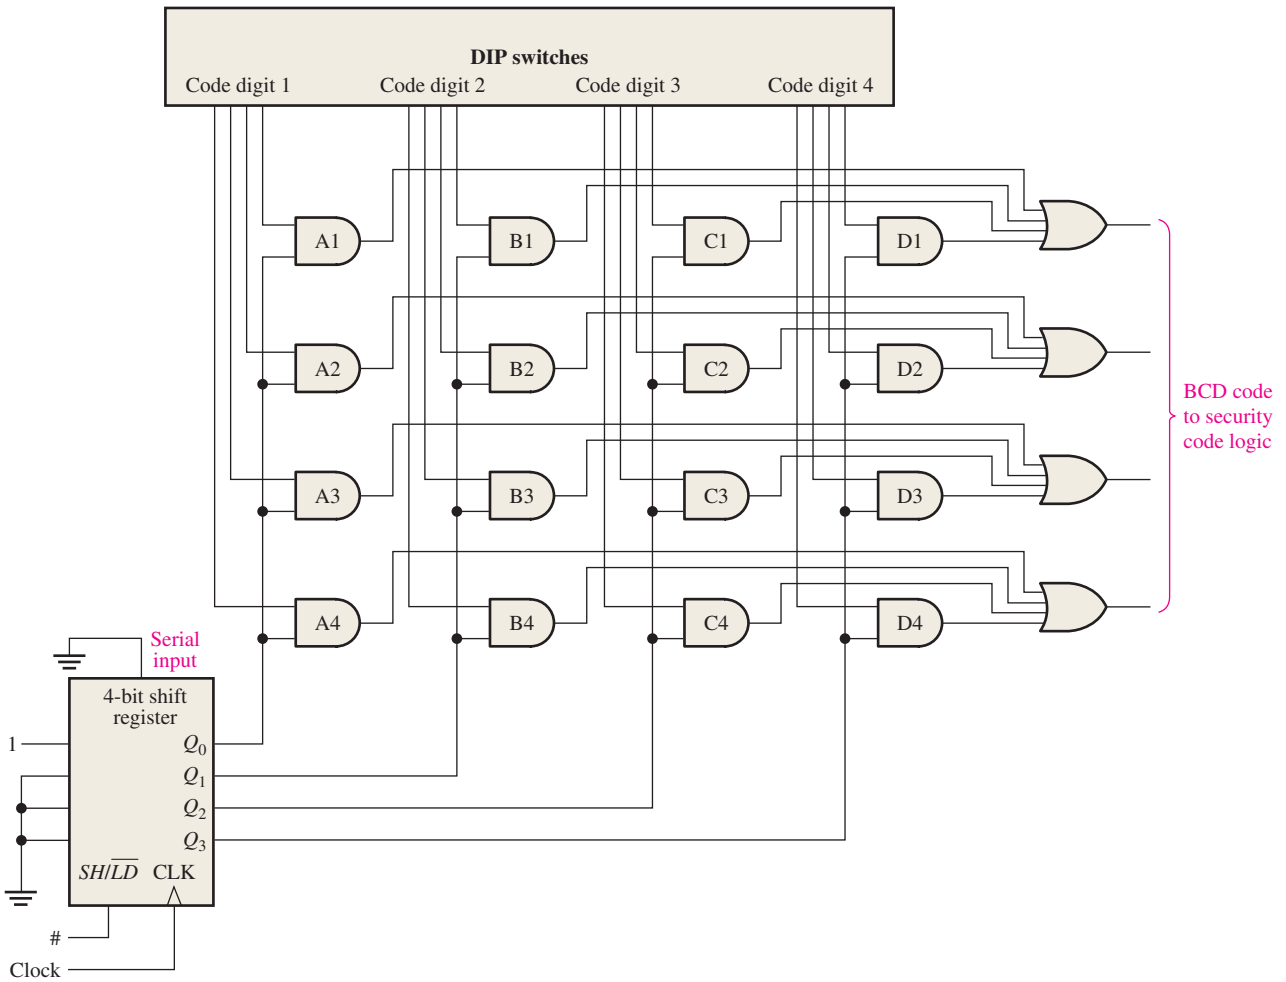 DIP switches
Code digit 1 Code digit 2 Code digit 3 Code digit 4
A1 B1 C1 D1
A2 B2 C2 D2
BCD code
to security
code logic
A3 B3 C3 D3
A4 B4 C4 D4
Serial
input
4-bit shift
register
1 Q₀
Q₁
Q₂
Q₃
SH/L̅D̅ CLK
#
Clock